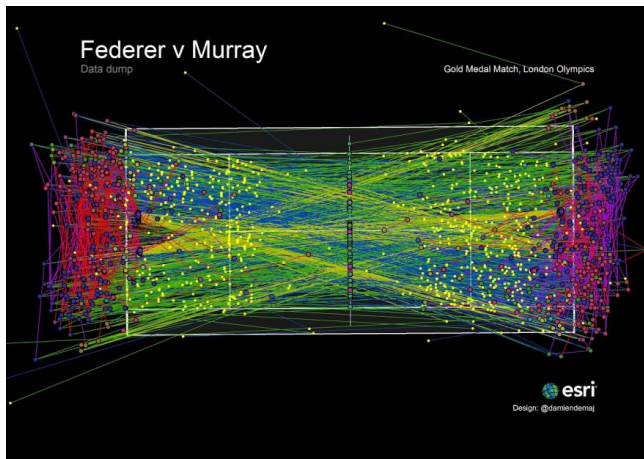 Federer v Murray
Data dump
Gold Medal Match, London Olympics
esri
Design: @damiendemaj